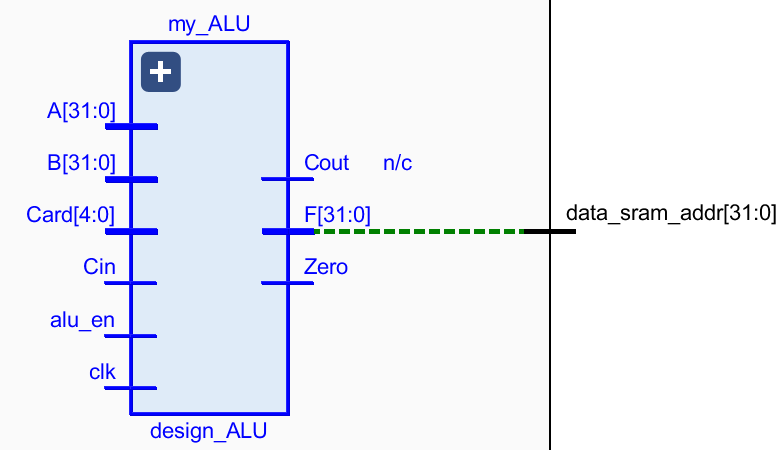 my_ALU
A[31:0]
B[31:0]
Cout n/c
Card[4:0]
F[31:0]
data_sram_addr[31:0]
Cin
Zero
alu_en
clk
design_ALU